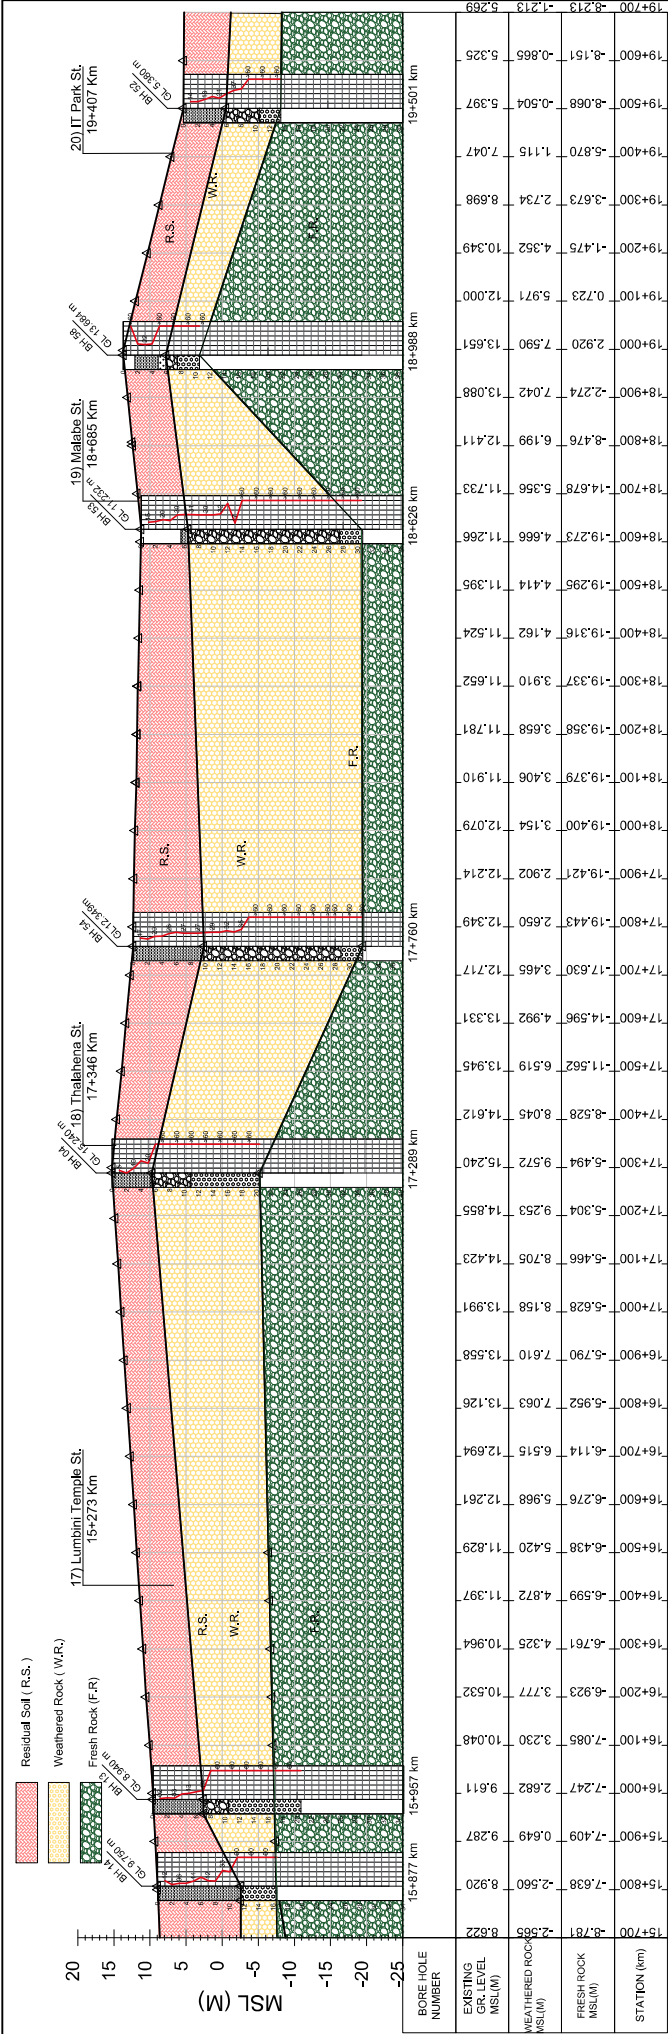 Residual Soil ( R.S.)
Weathered Rock ( W.R.)
Fresh Rock (F.R)
17) Lumbini Temple St.
15+273 Km
18) Thalahena St.
17+346 Km
19) Malabe St.
18+685 Km
20) IT Park St.
19+407 Km
BH 14
GL 9.750 m
BH 13
GL 8.940 m
BH 04
GL 15.240 m
BH 54
GL 12.349m
BH 53
GL 11.232 m
BH 58
GL 13.684 m
BH 52
GL 5.380 m
MSL (M)
20
10
0
-10
-20
-25
R.S.
W.R.
F.R.
R.S.
W.R.
F.R.
R.S.
W.R.
F.R.
15+877 km
15+957 km
17+289 km
17+760 km
18+626 km
18+988 km
19+501 km
BORE HOLE
NUMBER
EXISTING
GR. LEVEL
MSL(M)
8.622 8.920 9.287 9.611 10.048 10.532 10.964 11.397 11.829 12.261 12.694 13.126 13.558 13.991 14.423 14.855 15.240 14.612 13.945 13.331 12.717 12.349 12.214 12.079 11.910 11.781 11.652 11.524 11.395 11.266 11.733 12.411 13.088 13.651 12.000 10.349 8.698 7.047 5.397 5.325 5.269
WEATHERED ROCK
MSL(M)
-2.565 -2.560 0.649 2.682 3.230 3.777 4.325 4.872 5.420 5.968 6.515 7.063 7.610 8.158 8.705 9.253 9.572 8.045 6.519 4.992 3.465 2.650 2.902 3.154 3.406 3.658 3.910 4.162 4.414 4.666 5.356 6.199 7.042 7.590 5.971 4.352 2.734 1.115 -0.504 -0.865 -1.213
FRESH ROCK
MSL(M)
-8.781 -7.638 -7.409 -7.247 -7.085 -6.923 -6.761 -6.599 -6.438 -6.276 -6.114 -5.952 -5.790 -5.628 -5.466 -5.304 -5.494 -8.528 -11.562 -14.596 -17.630 -19.443 -19.421 -19.400 -19.379 -19.358 -19.337 -19.316 -19.295 -19.273 -14.678 -8.476 -2.274 2.920 0.723 -1.475 -3.673 -5.870 -8.068 -8.151 -8.213
STATION (km)
15+700 15+800 15+900 16+000 16+100 16+200 16+300 16+400 16+500 16+600 16+700 16+800 16+900 17+000 17+100 17+200 17+300 17+400 17+500 17+600 17+700 17+800 17+900 18+000 18+100 18+200 18+300 18+400 18+500 18+600 18+700 18+800 18+900 19+000 19+100 19+200 19+300 19+400 19+500 19+600 19+700